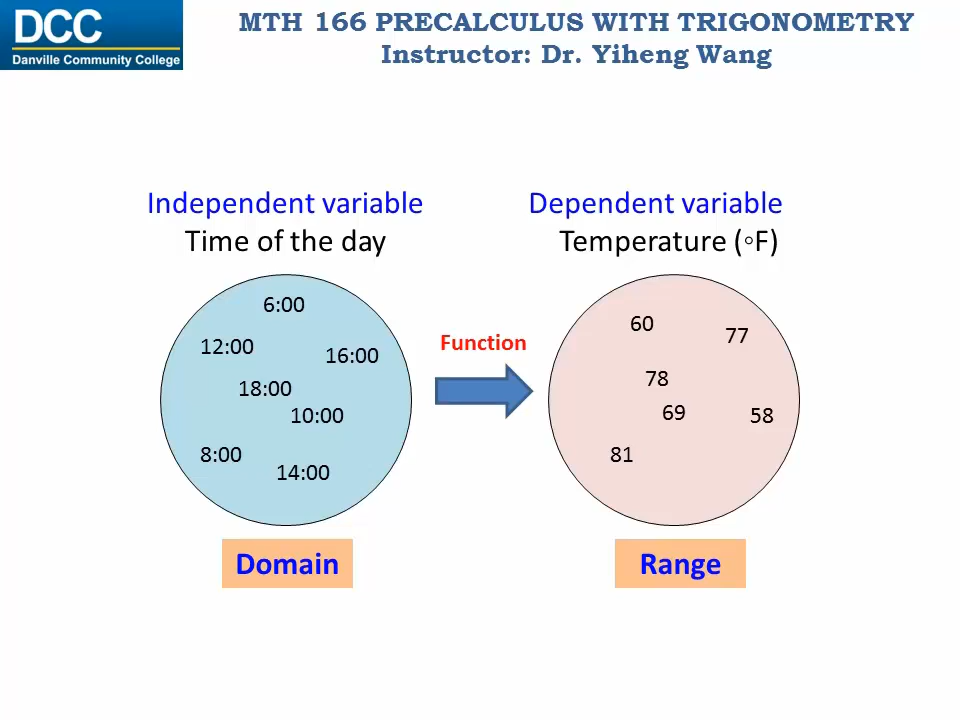 DCC
Danville Community College
MTH 166 PRECALCULUS WITH TRIGONOMETRY
Instructor: Dr. Yiheng Wang
Independent variable
Time of the day
Dependent variable
Temperature (◦F)
6:00
12:00
16:00
18:00
10:00
8:00
14:00
Function
60
77
78
69
58
81
Domain
Range